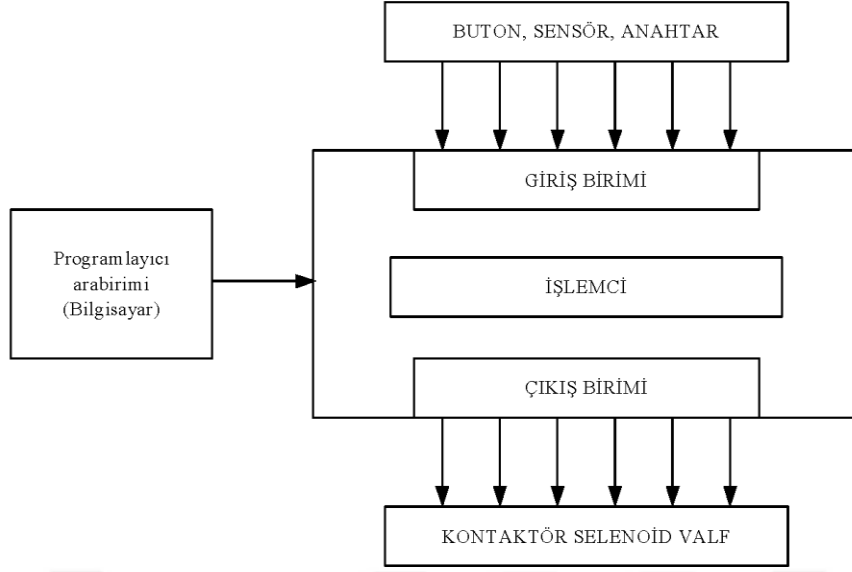 BUTON, SENSÖR, ANAHTAR
GİRİŞ BİRİMİ
Programlayıcı
arabirimi
(Bilgisayar)
İŞLEMCİ
ÇIKIŞ BİRİMİ
KONTAKTÖR SELENOİD VALF